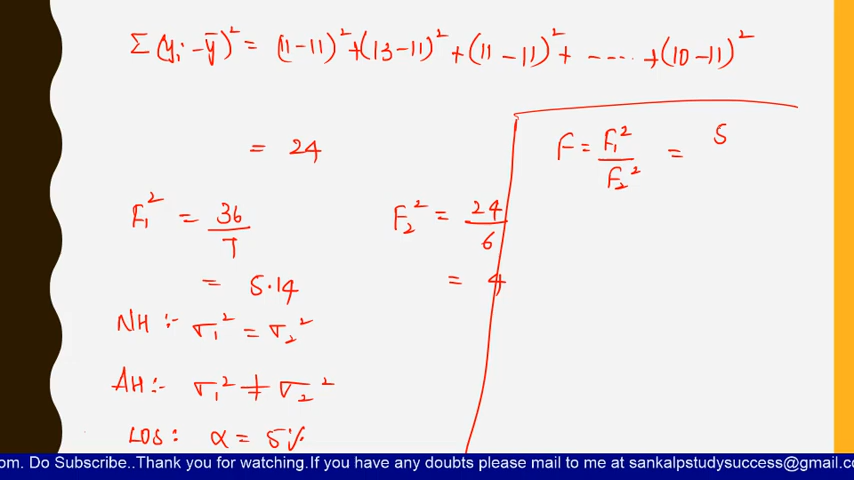 Σ(yᵢ - ȳ)² = (11-11)² + (13-11)² + (11-11)² + ----- + (10-11)²
= 24
F₁² = 36/7
= 5.14
F₂² = 24/6
= 4
NH :- σ₁² = σ₂²
AH :- σ₁² ≠ σ₂²
LOS : α = 5%
F = F₁²/F₂² = 5
om. Do Subscribe..Thank you for watching.If you have any doubts please mail to me at sankalpstudysuccess@gmail.co